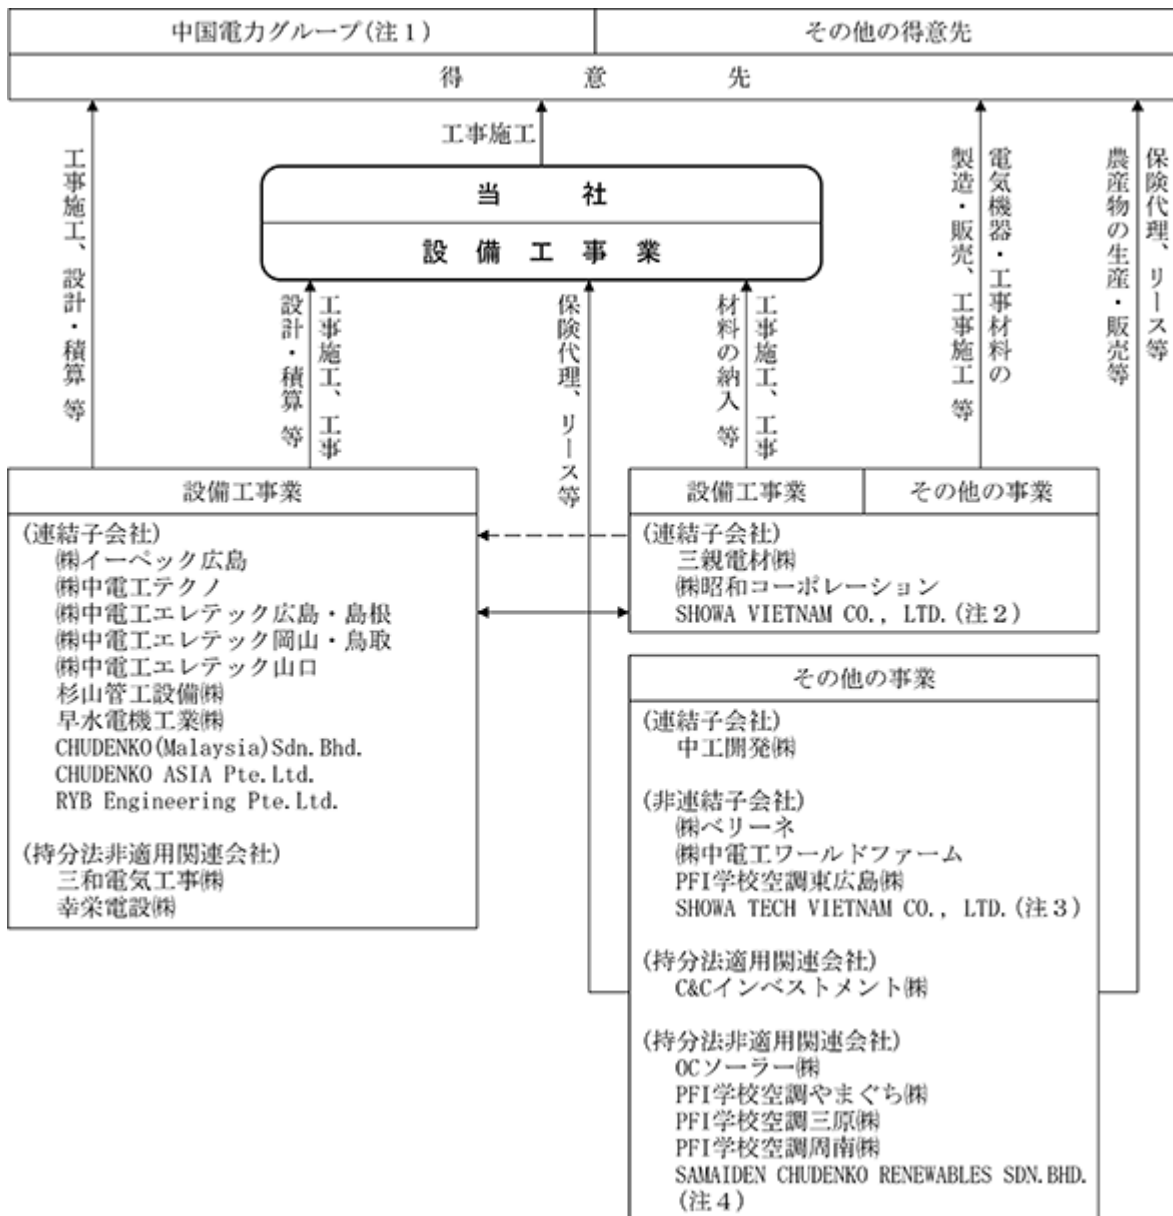 中国電力グループ(注1)
その他の得意先
得意先
工事施工
当社
設備工事業
工事施工、設計・積算 等
工事施工、工事
設計・積算 等
保険代理、リース等
工事施工、工事
材料の納入 等
電気機器・工事材料の
製造・販売、工事施工 等
保険代理、リース等
農産物の生産・販売等
設備工事業
(連結子会社)
㈱イーペック広島
㈱中電工テクノ
㈱中電工エレテック広島・島根
㈱中電工エレテック岡山・鳥取
㈱中電工エレテック山口
杉山管工設備㈱
早水電機工業㈱
CHUDENKO(Malaysia)Sdn.Bhd.
CHUDENKO ASIA Pte.Ltd.
RYB Engineering Pte.Ltd.
(持分法非適用関連会社)
三和電気工事㈱
幸栄電設㈱
設備工事業
その他の事業
(連結子会社)
三親電材㈱
㈱昭和コーポレーション
SHOWA VIETNAM CO., LTD.(注2)
その他の事業
(連結子会社)
中工開発㈱
(非連結子会社)
㈱ベリーネ
㈱中電工ワールドファーム
PFI学校空調東広島㈱
SHOWA TECH VIETNAM CO., LTD.(注3)
(持分法適用関連会社)
C&Cインベストメント㈱
(持分法非適用関連会社)
OCソーラー㈱
PFI学校空調やまぐち㈱
PFI学校空調三原㈱
PFI学校空調周南㈱
SAMAIDEN CHUDENKO RENEWABLES SDN.BHD.
(注4)